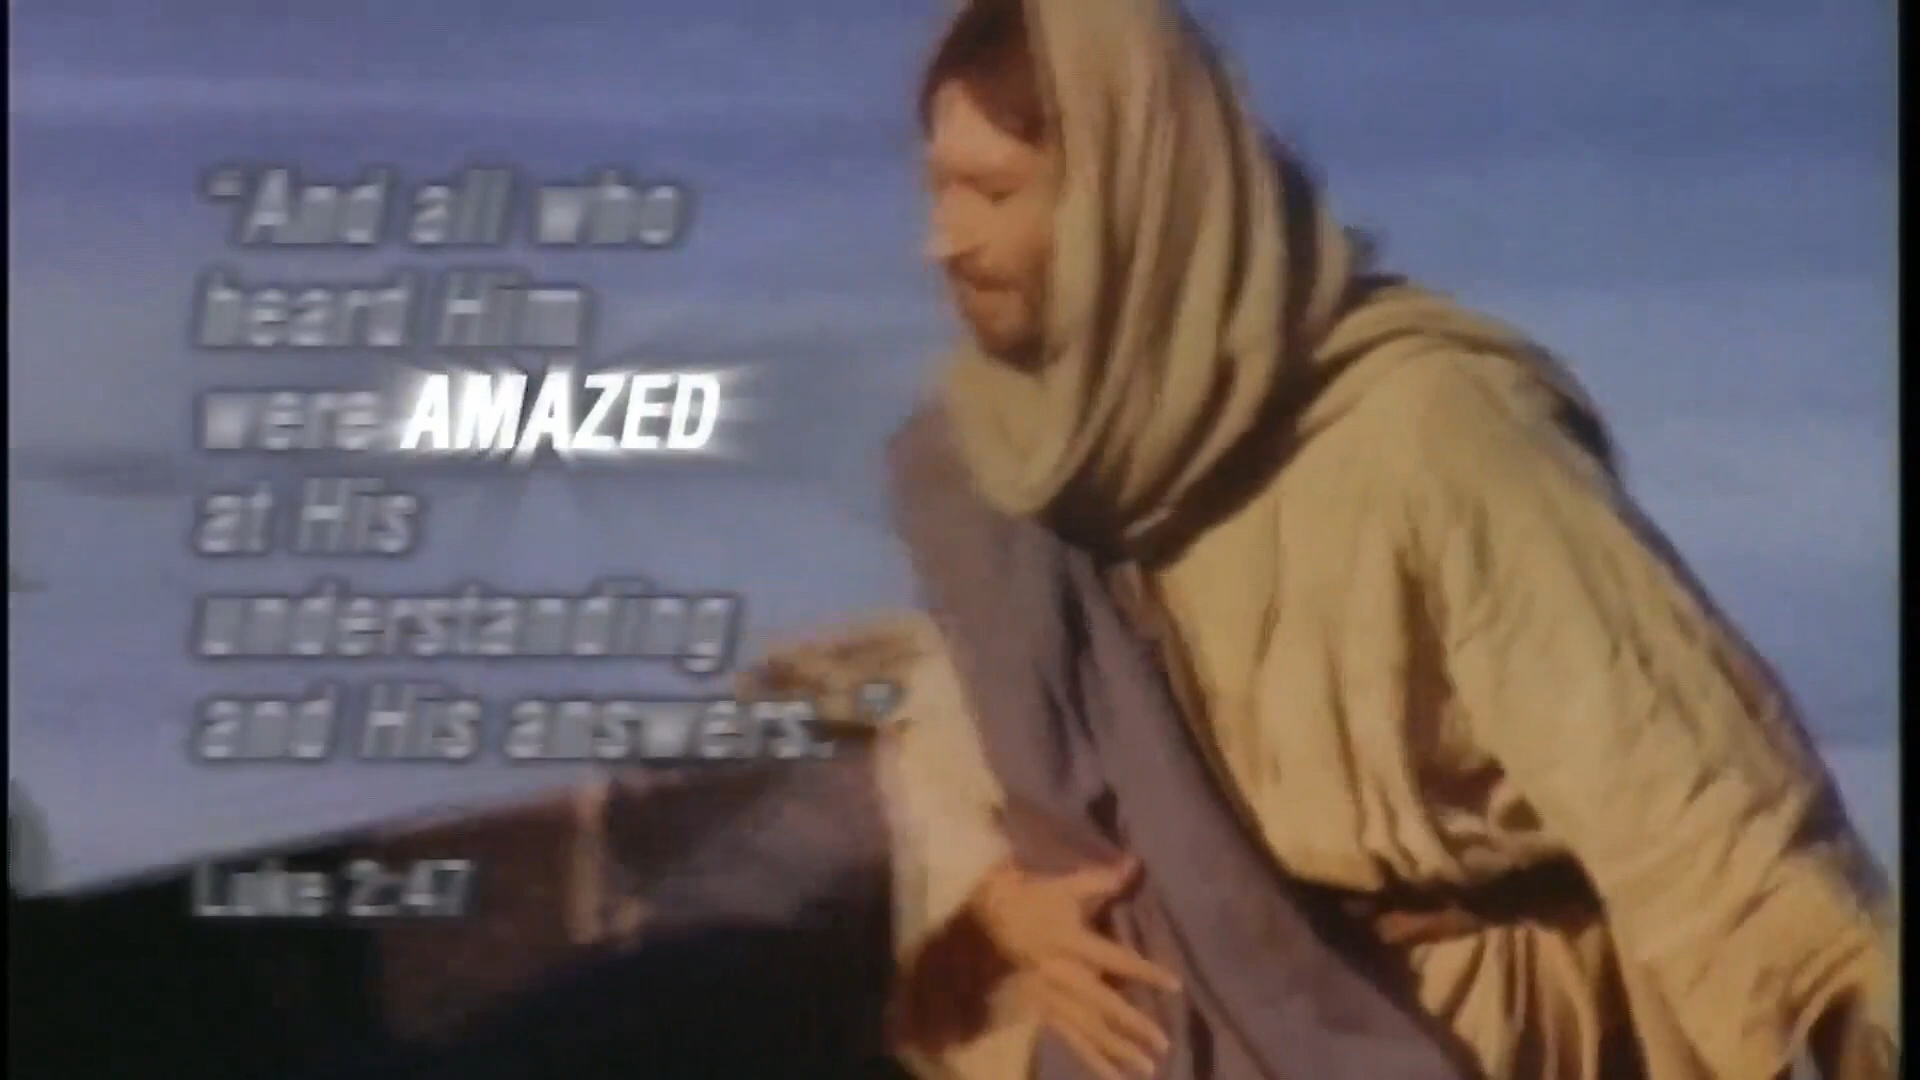 “And all who
heard Him
were AMAZED
at His
understanding
and His answers.”
Luke 2:47